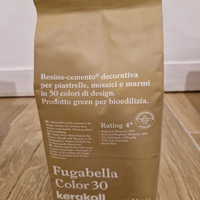 Resina-cemento® decorativa
per piastrelle, mosaici e marmi
in 50 colori di design.
Prodotto green per bioedilizia.
Rating 4*
Fugabella
Color 30
kerakoll